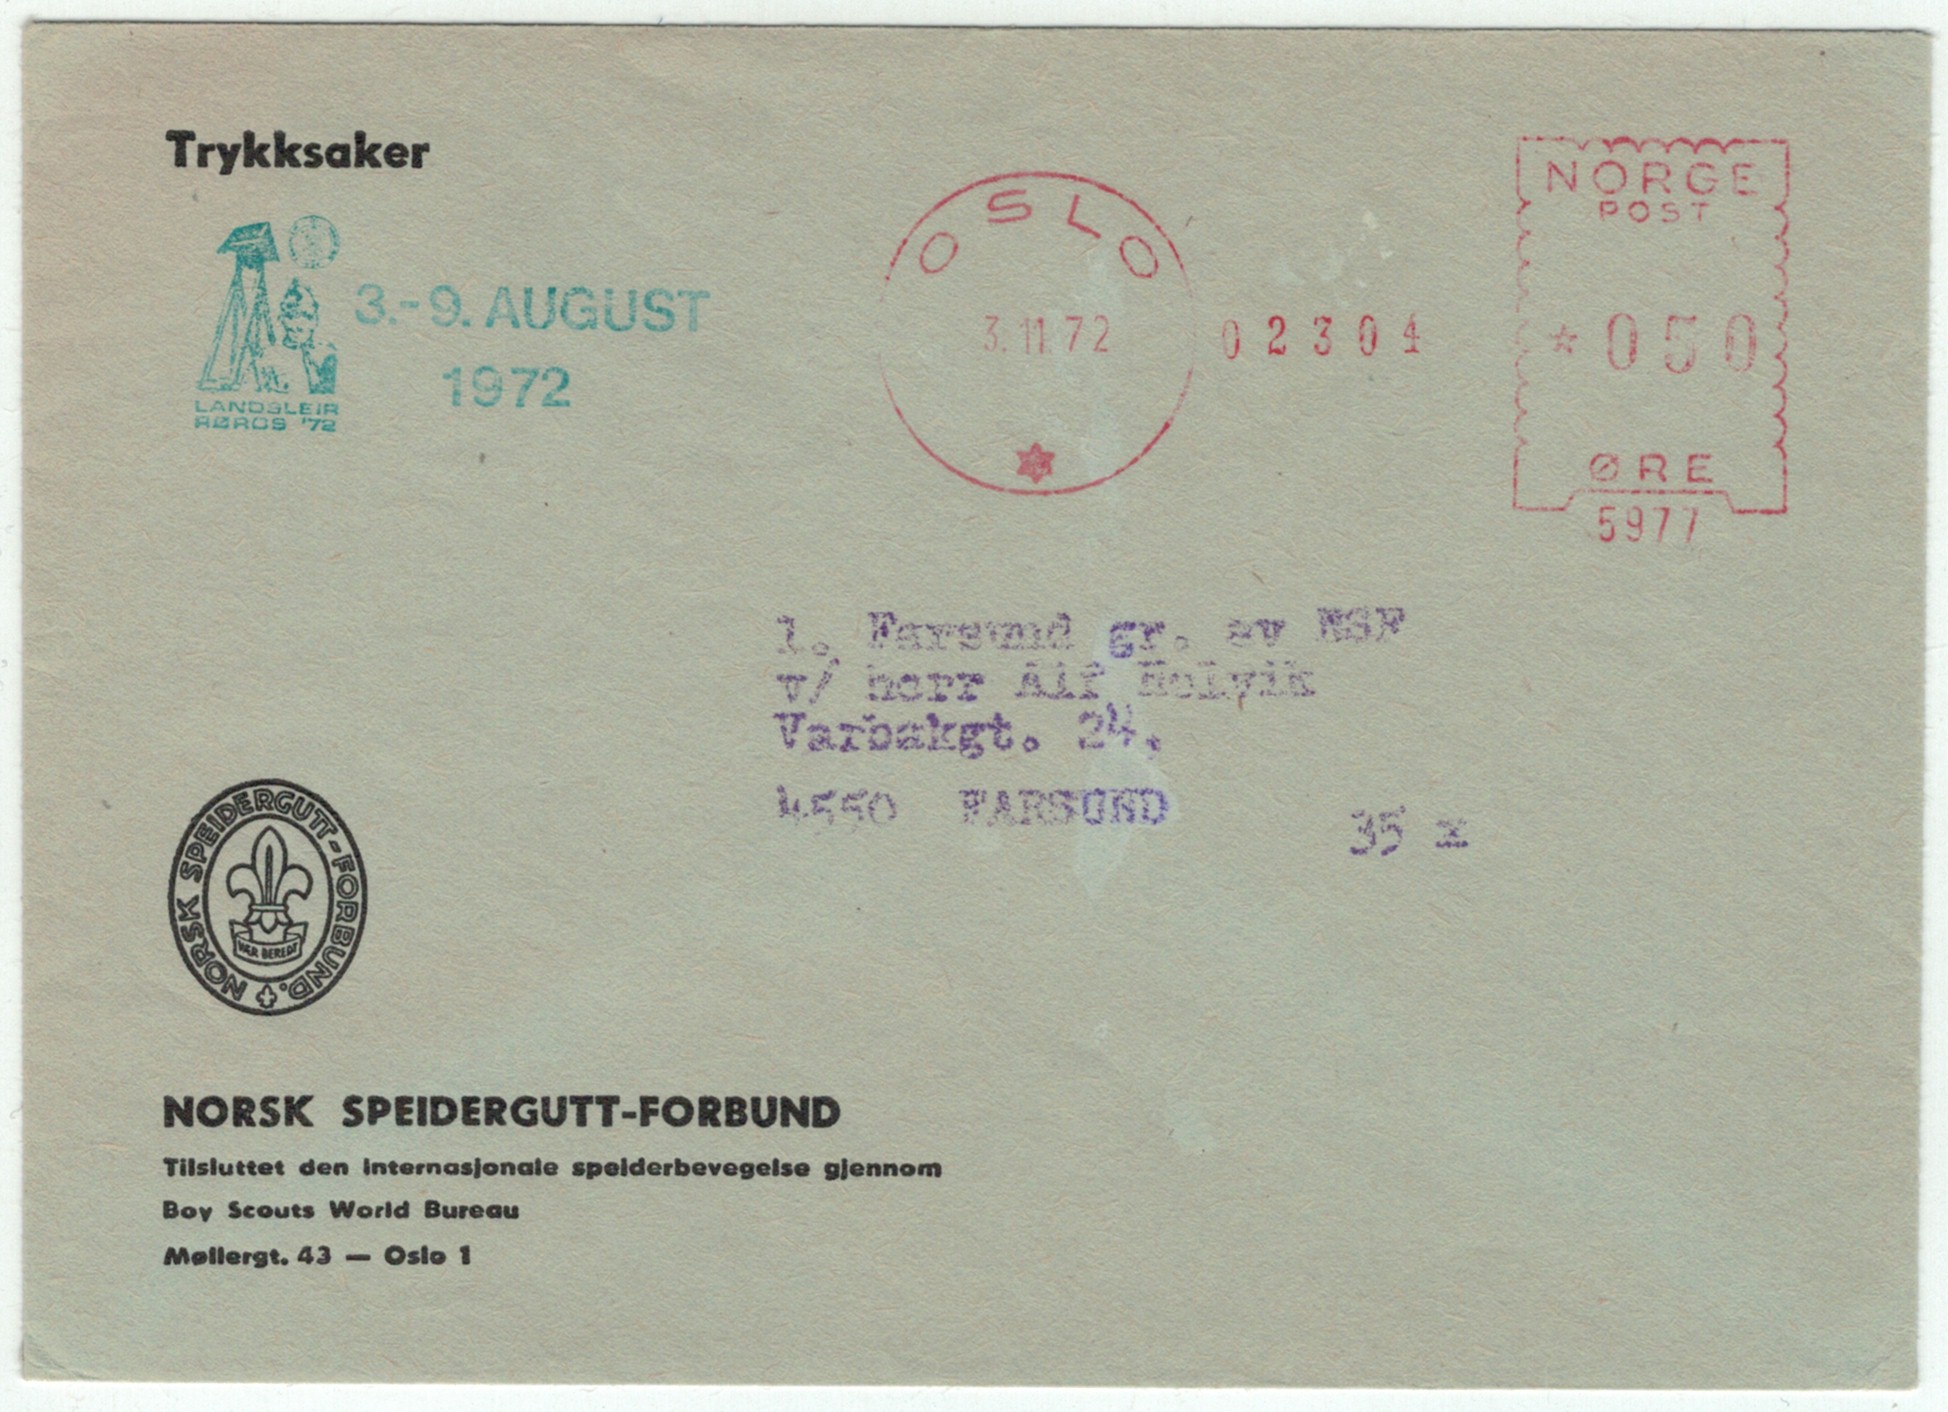 Trykksaker
LANDSLEIR
RØROS '72
3.-9. AUGUST
1972
OSLO
3.11.72
02304
NORGE
POST
*050
ØRE
5977
1. Farsund gr. av NSF
v/ herr Alf Holvik
Varbakgt. 24.
4550 FARSUND
35 x
NORSK SPEIDERGUTT-FORBUND.
VÆR BEREDT
NORSK SPEIDERGUTT-FORBUND
Tilsluttet den internasjonale speiderbevegelse gjennom
Boy Scouts World Bureau
Møllergt. 43 — Oslo 1